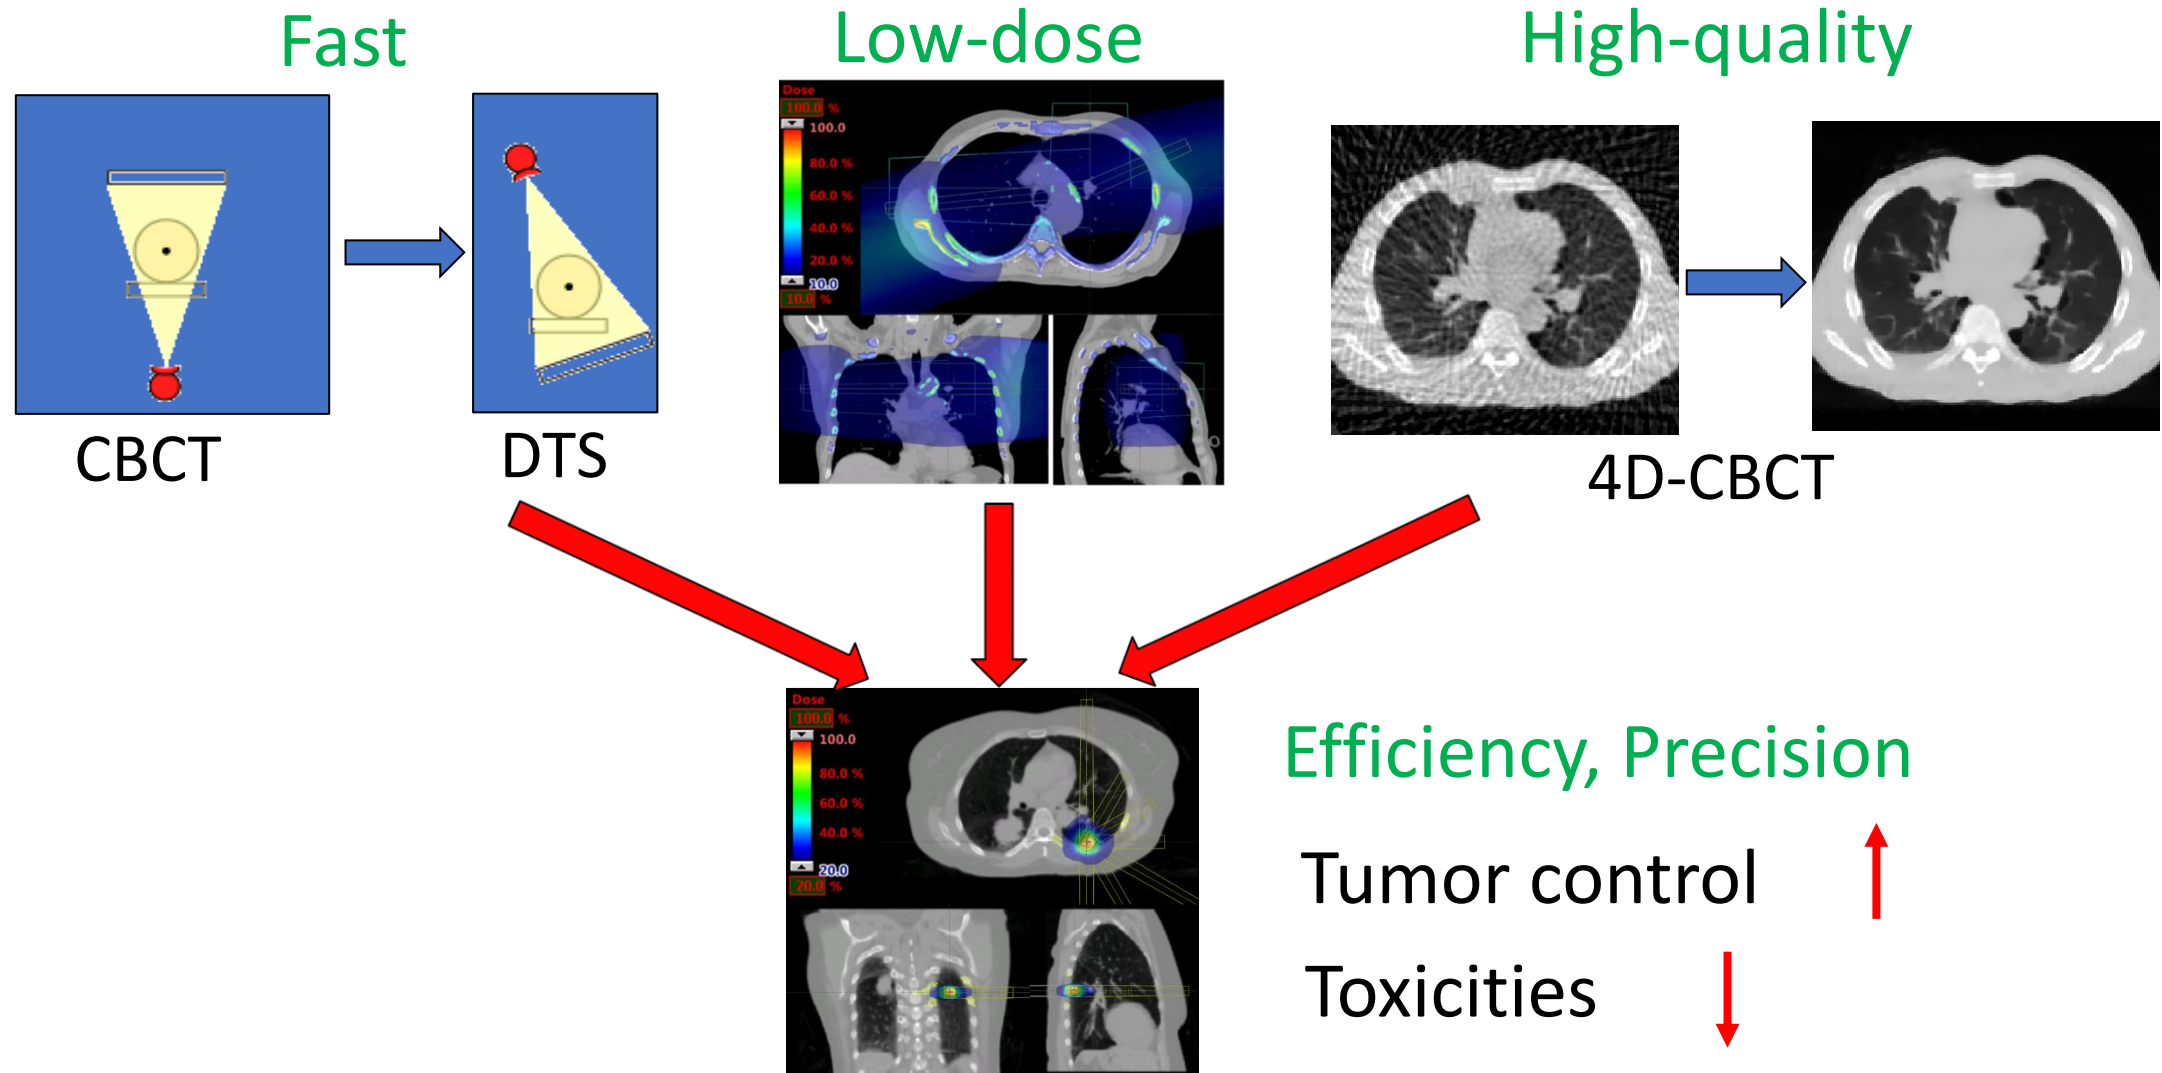 Fast
Low-dose
High-quality
CBCT
DTS
Dose
100.0 %
100.0
80.0 %
60.0 %
40.0 %
20.0 %
10.0
10.0 %
4D-CBCT
Dose
100.0 %
100.0
80.0 %
60.0 %
40.0 %
20.0
20.0 %
Efficiency, Precision
Tumor control
Toxicities